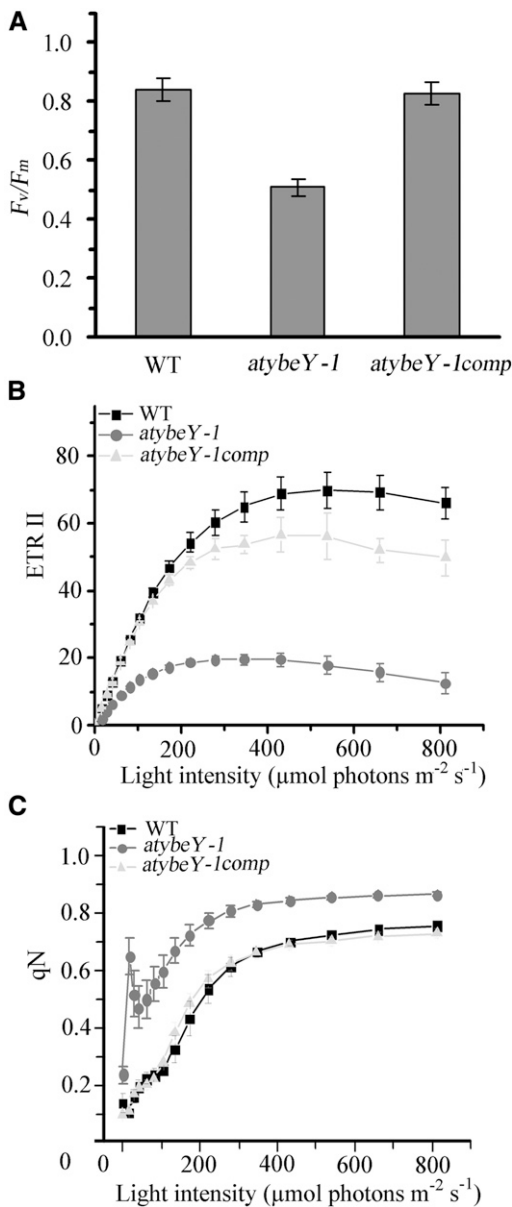 A
1.0
0.8
0.6
0.4
0.2
0.0
Fv/Fm
WT atybeY-1 atybeY-1comp
B
WT
atybeY-1
atybeY-1comp
80
60
40
20
0
ETR II
0 200 400 600 800
Light intensity (µmol photons m-2 s-1)
C
WT
atybeY-1
atybeY-1comp
1.0
0.8
0.6
0.4
0.2
0
qN
0 0 200 400 600 800
Light intensity (µmol photons m-2 s-1)